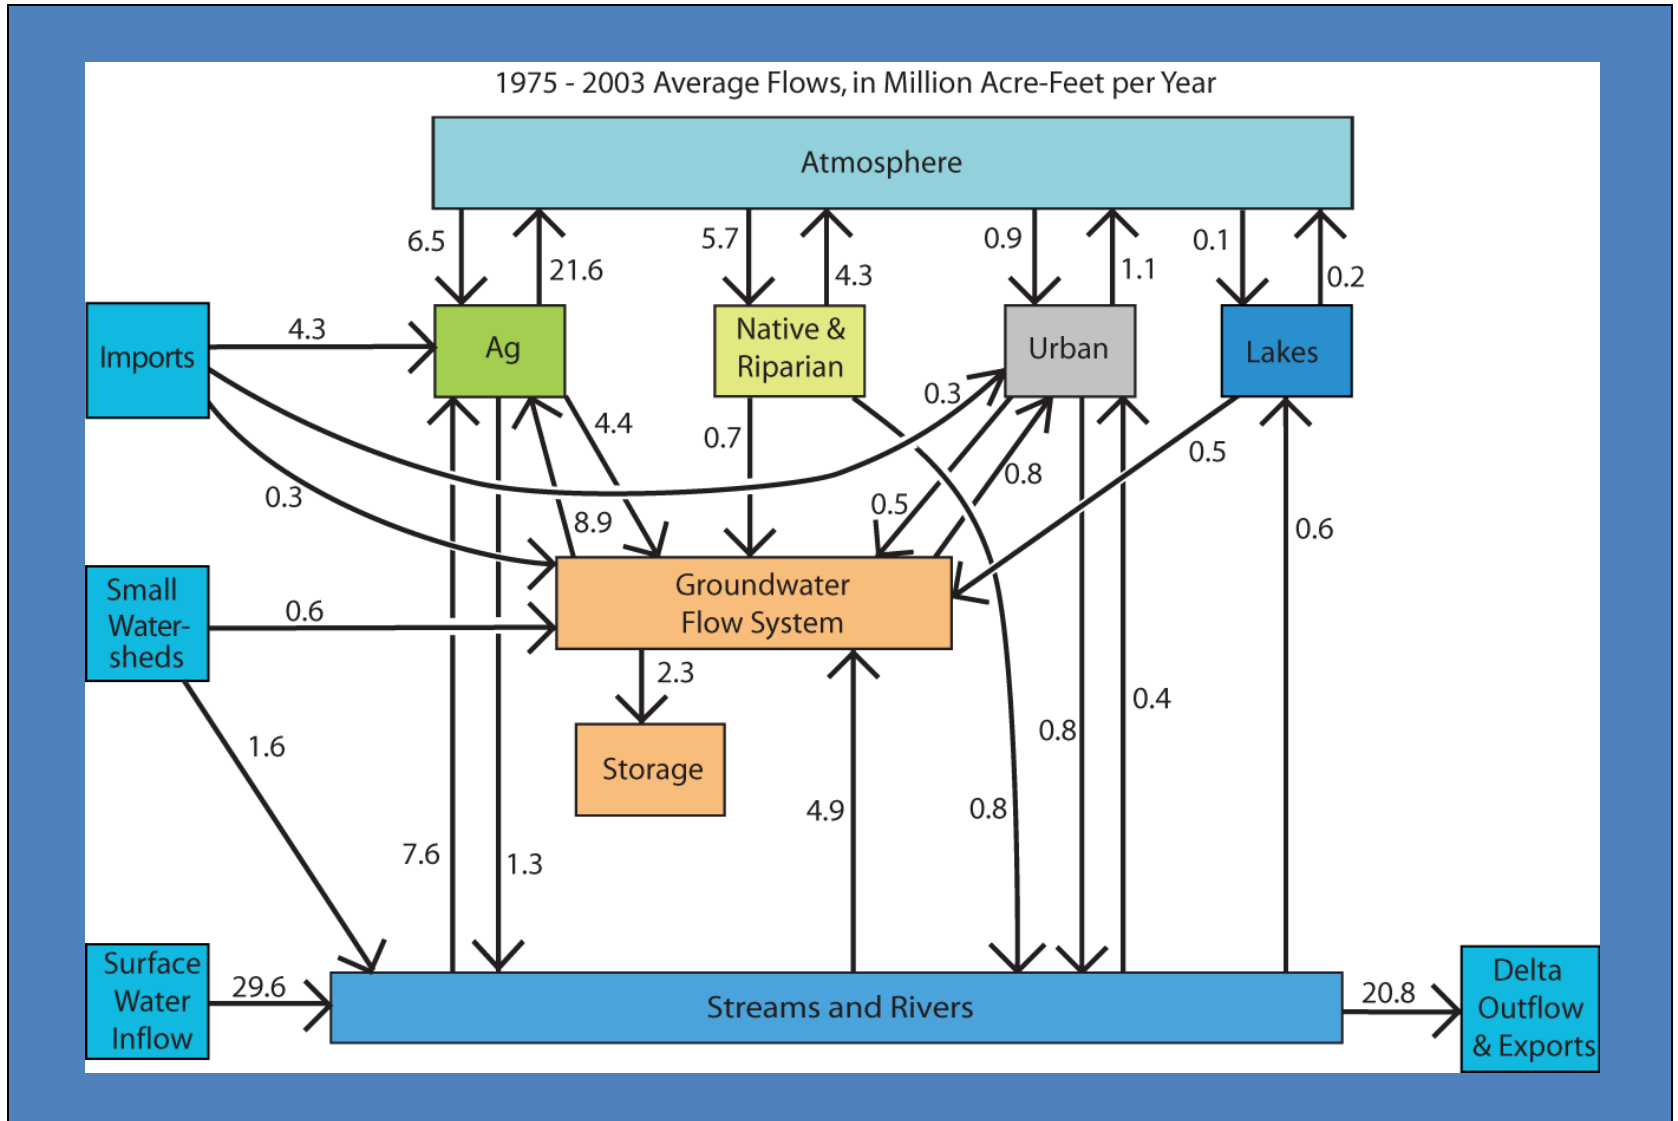 1975 - 2003 Average Flows, in Million Acre-Feet per Year
Atmosphere
6.5
21.6
5.7
4.3
0.9
1.1
0.1
0.2
Imports
4.3
Ag
Native &
Riparian
Urban
Lakes
0.3
4.4
0.7
0.3
0.8
0.5
0.5
8.9
0.6
Small
Water-
sheds
0.6
Groundwater
Flow System
2.3
Storage
1.6
0.4
0.8
4.9
0.8
7.6
1.3
Surface
Water
Inflow
29.6
Streams and Rivers
20.8
Delta
Outflow
& Exports